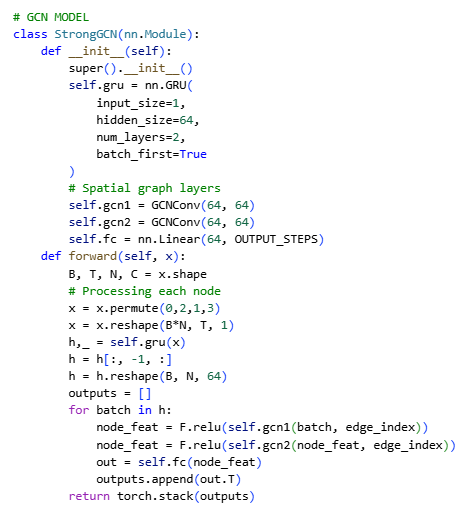 # GCN MODEL
class StrongGCN(nn.Module):
    def __init__(self):
        super().__init__()
        self.gru = nn.GRU(
            input_size=1,
            hidden_size=64,
            num_layers=2,
            batch_first=True
        )
        # Spatial graph layers
        self.gcn1 = GCNConv(64, 64)
        self.gcn2 = GCNConv(64, 64)
        self.fc = nn.Linear(64, OUTPUT_STEPS)
    def forward(self, x):
        B, T, N, C = x.shape
        # Processing each node
        x = x.permute(0,2,1,3)
        x = x.reshape(B*N, T, 1)
        h,_ = self.gru(x)
        h = h[:, -1, :]
        h = h.reshape(B, N, 64)
        outputs = []
        for batch in h:
            node_feat = F.relu(self.gcn1(batch, edge_index))
            node_feat = F.relu(self.gcn2(node_feat, edge_index))
            out = self.fc(node_feat)
            outputs.append(out.T)
        return torch.stack(outputs)